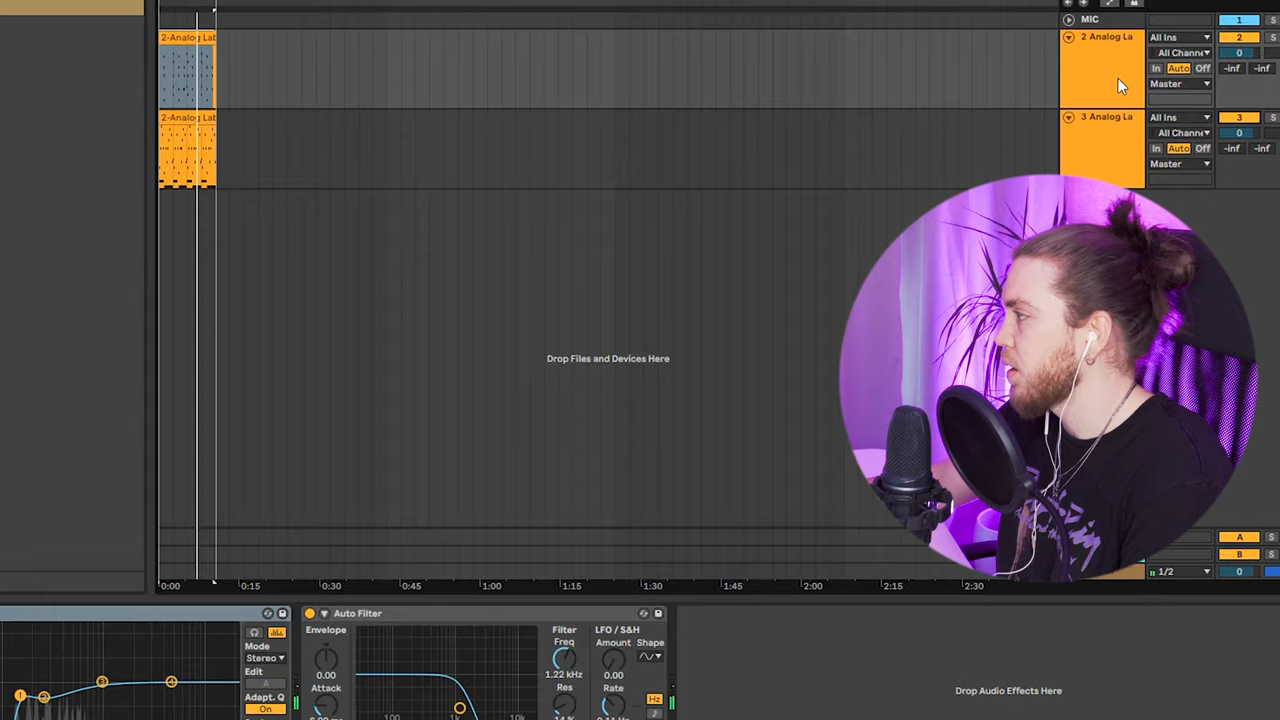 MIC
1
S
2-Analog Lab
2 Analog La
All Ins
2
S
All Channe
0
In
Auto
Off
-inf
-inf
Master
2-Analog Lab
3 Analog La
All Ins
3
S
All Channe
0
In
Auto
Off
-inf
-inf
Master
Drop Files and Devices Here
A
S
B
S
1/2
0
0:00
0:15
0:30
0:45
1:00
1:15
1:30
1:45
2:00
2:15
2:30
Auto Filter
Mode
Stereo
Edit
A
Adapt. Q
On
1
2
3
4
Envelope
0.00
Attack
100
1k
10k
Filter
Freq
1.22 kHz
Res
LFO / S&H
Amount
Shape
0.00
Rate
Hz
Drop Audio Effects Here